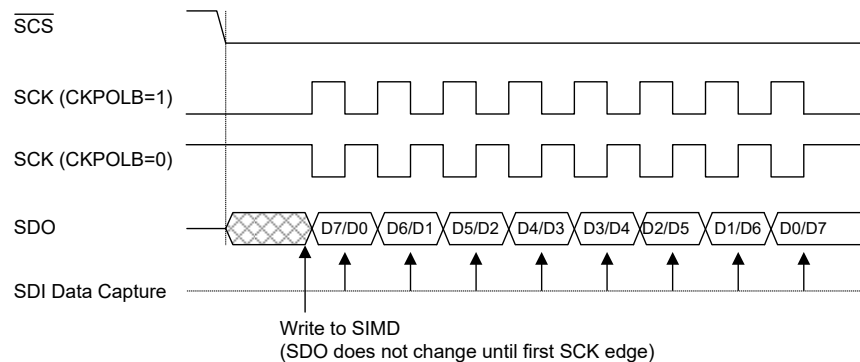 SCS
SCK (CKPOLB=1)
SCK (CKPOLB=0)
SDO
D7/D0 D6/D1 D5/D2 D4/D3 D3/D4 D2/D5 D1/D6 D0/D7
SDI Data Capture
Write to SIMD
(SDO does not change until first SCK edge)